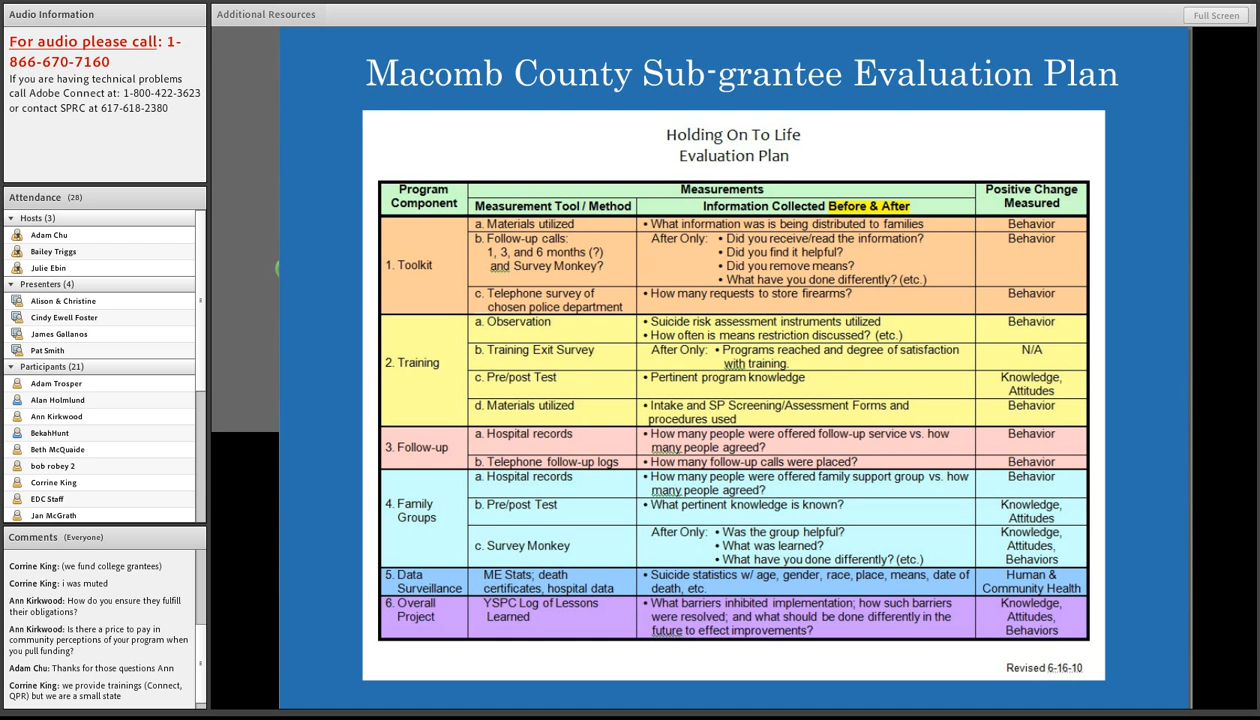 Audio Information
For audio please call: 1-
866-670-7160
If you are having technical problems
call Adobe Connect at: 1-800-422-3623
or contact SPRC at 617-618-2380
Attendance (28)
Hosts (3)
Adam Chu
Bailey Triggs
Julie Ebin
Presenters (4)
Alison & Christine
Cindy Ewell Foster
James Gallanos
Pat Smith
Participants (21)
Adam Trosper
Alan Holmlund
Ann Kirkwood
BekahHunt
Beth McQuaide
bob robey 2
Corrine King
EDC Staff
Jan McGrath
Comments (Everyone)
Corrine King: (we fund college grantees)
Corrine King: i was muted
Ann Kirkwood: How do you ensure they fulfill
their obligations?
Ann Kirkwood: Is there a price to pay in
community perceptions of your program when
you pull funding?
Adam Chu: Thanks for those questions Ann
Corrine King: we provide trainings (Connect,
QPR) but we are a small state
Additional Resources
Full Screen
Macomb County Sub-grantee Evaluation Plan
Holding On To Life
Evaluation Plan
Program
Component
Measurements
Measurement Tool / Method
Information Collected Before & After
Positive Change
Measured
1. Toolkit
a. Materials utilized
• What information was is being distributed to families
Behavior
b. Follow-up calls:
1, 3, and 6 months (?)
and Survey Monkey?
After Only: • Did you receive/read the information?
• Did you find it helpful?
• Did you remove means?
• What have you done differently? (etc.)
Behavior
c. Telephone survey of
chosen police department
• How many requests to store firearms?
Behavior
2. Training
a. Observation
• Suicide risk assessment instruments utilized
• How often is means restriction discussed? (etc.)
Behavior
b. Training Exit Survey
After Only: • Programs reached and degree of satisfaction
with training.
N/A
c. Pre/post Test
• Pertinent program knowledge
Knowledge,
Attitudes
d. Materials utilized
• Intake and SP Screening/Assessment Forms and
procedures used
Behavior
3. Follow-up
a. Hospital records
• How many people were offered follow-up service vs. how
many people agreed?
Behavior
b. Telephone follow-up logs
• How many follow-up calls were placed?
Behavior
4. Family
Groups
a. Hospital records
• How many people were offered family support group vs. how
many people agreed?
Behavior
b. Pre/post Test
• What pertinent knowledge is known?
Knowledge,
Attitudes
c. Survey Monkey
After Only: • Was the group helpful?
• What was learned?
• What have you done differently? (etc.)
Knowledge,
Attitudes,
Behaviors
5. Data
Surveillance
ME Stats; death
certificates, hospital data
• Suicide statistics w/ age, gender, race, place, means, date of
death, etc.
Human &
Community Health
6. Overall
Project
YSPC Log of Lessons
Learned
• What barriers inhibited implementation; how such barriers
were resolved; and what should be done differently in the
future to effect improvements?
Knowledge,
Attitudes,
Behaviors
Revised 6-16-10